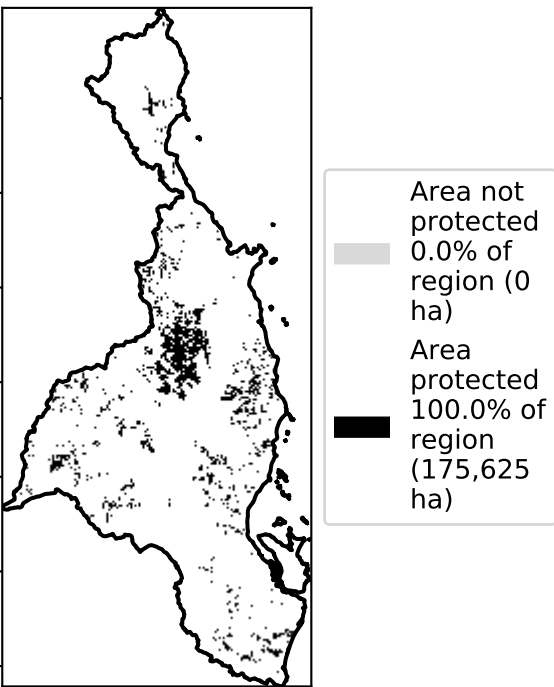 Area not
protected
0.0% of
region (0
ha)
Area
protected
100.0% of
region
(175,625
ha)